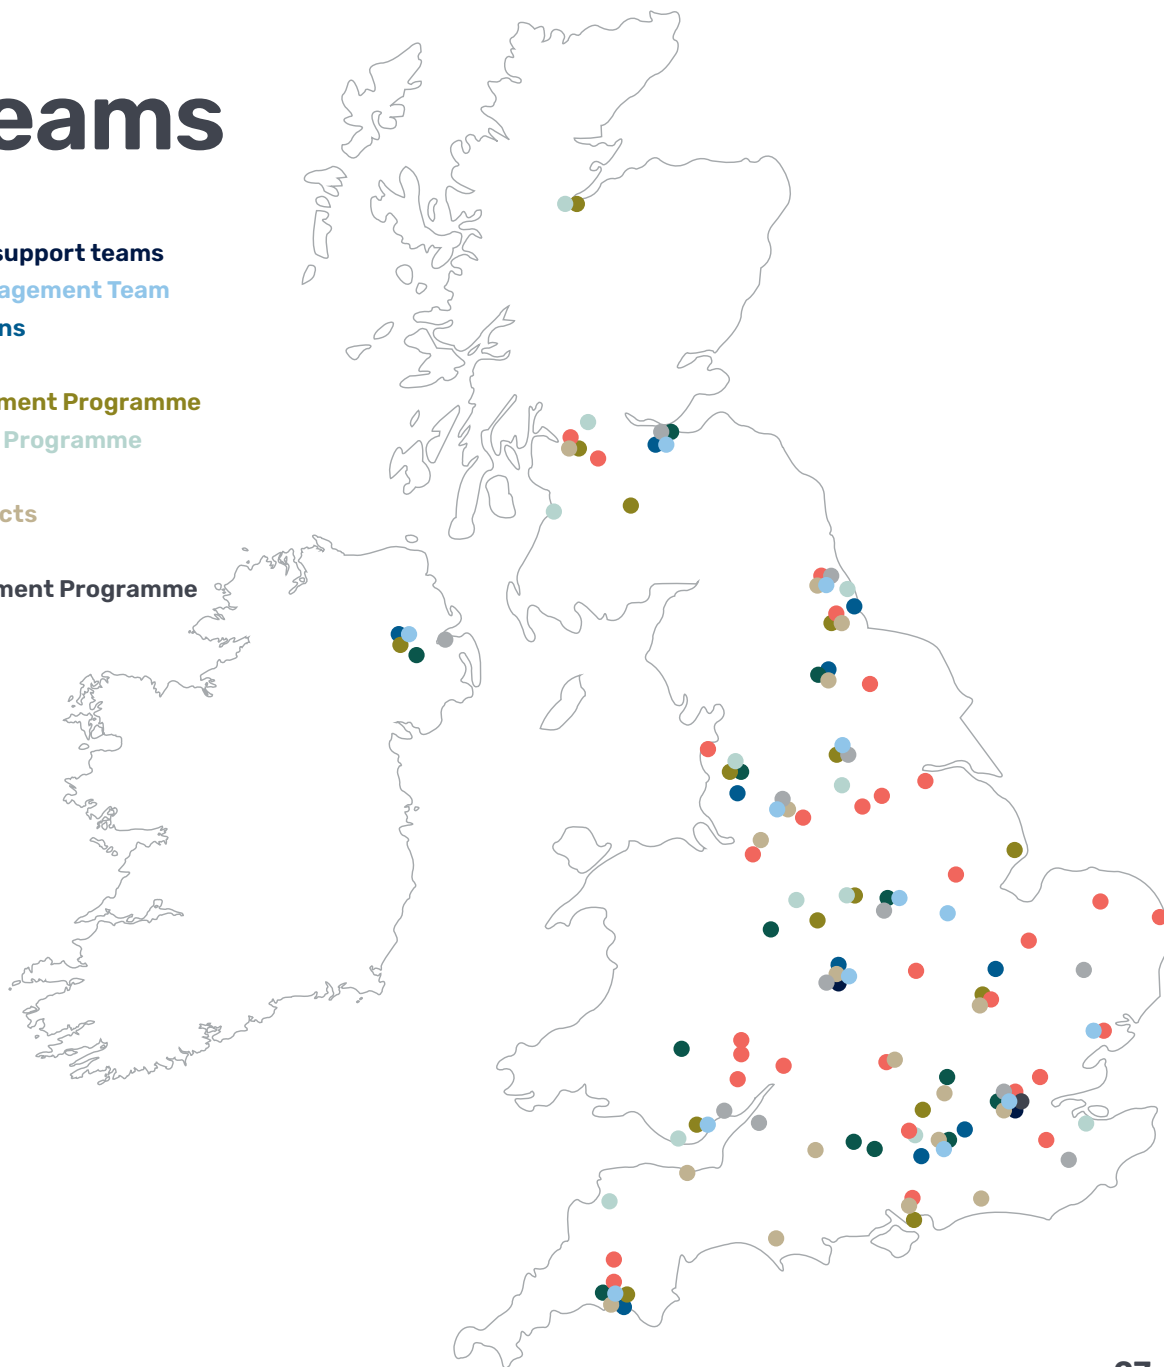 eams
support teams
agement Team
ns
ment Programme
Programme
cts
ment Programme